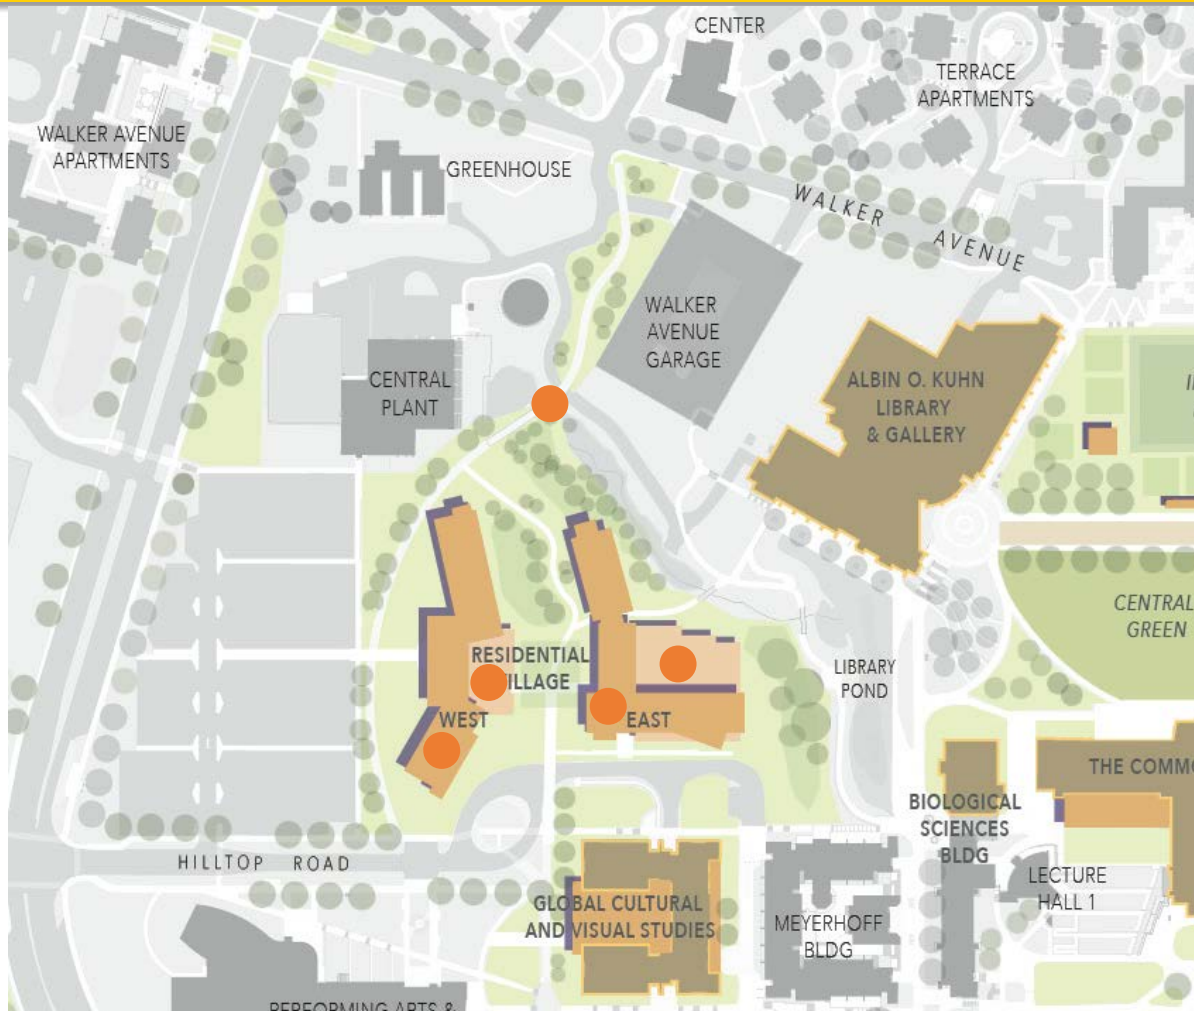 CENTER
TERRACE
APARTMENTS
WALKER AVENUE
APARTMENTS
GREENHOUSE
WALKER AVENUE
WALKER
AVENUE
GARAGE
CENTRAL
PLANT
ALBIN O. KUHN
LIBRARY
& GALLERY
CENTRAL
GREEN
RESIDENTIAL
LIBRARY
POND
WEST
EAST
THE
BIOLOGICAL
SCIENCES
BLDG
HILLTOP ROAD
LECTURE
HALL 1
GLOBAL CULTURAL
AND VISUAL STUDIES
MEYERHOFF
BLDG
PERFORMING ARTS &